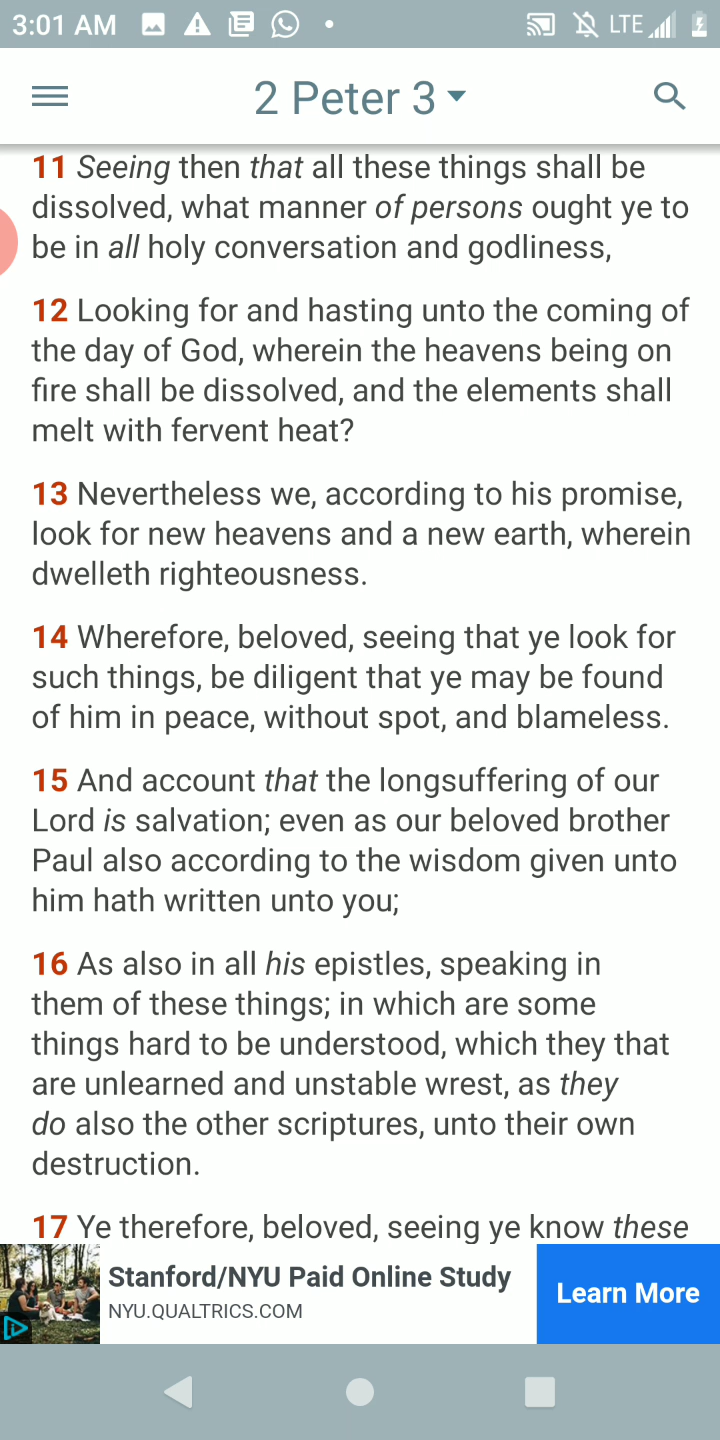 3:01 AM LTE
2 Peter 3
11 Seeing then that all these things shall be
dissolved, what manner of persons ought ye to
be in all holy conversation and godliness,
12 Looking for and hasting unto the coming of
the day of God, wherein the heavens being on
fire shall be dissolved, and the elements shall
melt with fervent heat?
13 Nevertheless we, according to his promise,
look for new heavens and a new earth, wherein
dwelleth righteousness.
14 Wherefore, beloved, seeing that ye look for
such things, be diligent that ye may be found
of him in peace, without spot, and blameless.
15 And account that the longsuffering of our
Lord is salvation; even as our beloved brother
Paul also according to the wisdom given unto
him hath written unto you;
16 As also in all his epistles, speaking in
them of these things; in which are some
things hard to be understood, which they that
are unlearned and unstable wrest, as they
do also the other scriptures, unto their own
destruction.
17 Ye therefore, beloved, seeing ye know these
Stanford/NYU Paid Online Study
NYU.QUALTRICS.COM
Learn More